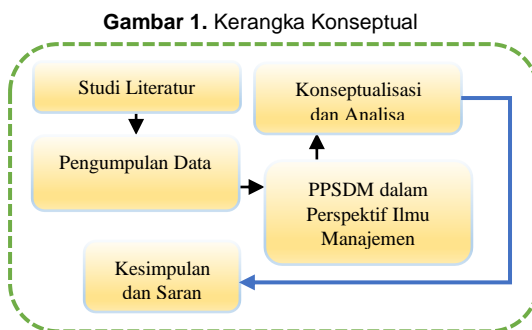 Gambar 1. Kerangka Konseptual
Studi Literatur
Pengumpulan Data
PPSDM dalam
Perspektif Ilmu
Manajemen
Konseptualisasi
dan Analisa
Kesimpulan
dan Saran